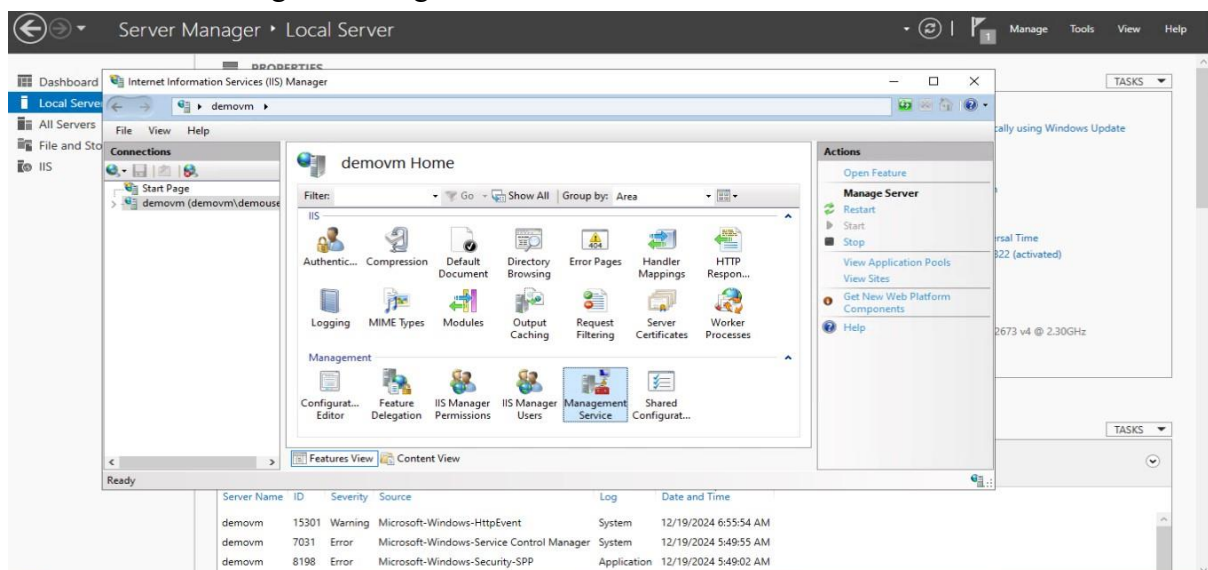 Server Manager ‣ Local Server
1 Manage Tools View Help
PROPERTIES
Dashboard
Local Serve
All Servers
File and Sto
IIS
TASKS
Internet Information Services (IIS) Manager
demovm
File View Help
cally using Windows Update
Connections
Start Page
demovm (demovm\demouse
demovm Home
Filter: Go Show All Group by: Area
IIS
Authentic... Compression Default Document Directory Browsing Error Pages Handler Mappings HTTP Respon...
404
Logging MIME Types Modules Output Caching Request Filtering Server Certificates Worker Processes
Management
Configurat... Editor Feature Delegation IIS Manager Permissions IIS Manager Users Management Service Shared Configurat...
Features View Content View
Ready
Actions
Open Feature
Manage Server
Restart
Start
Stop
View Application Pools
View Sites
Get New Web Platform
Components
Help
ersal Time
322 (activated)
2673 v4 @ 2.30GHz
TASKS
Server Name ID Severity Source Log Date and Time
demovm 15301 Warning Microsoft-Windows-HttpEvent System 12/19/2024 6:55:54 AM
demovm 7031 Error Microsoft-Windows-Service Control Manager System 12/19/2024 5:49:55 AM
demovm 8198 Error Microsoft-Windows-Security-SPP Application 12/19/2024 5:49:02 AM